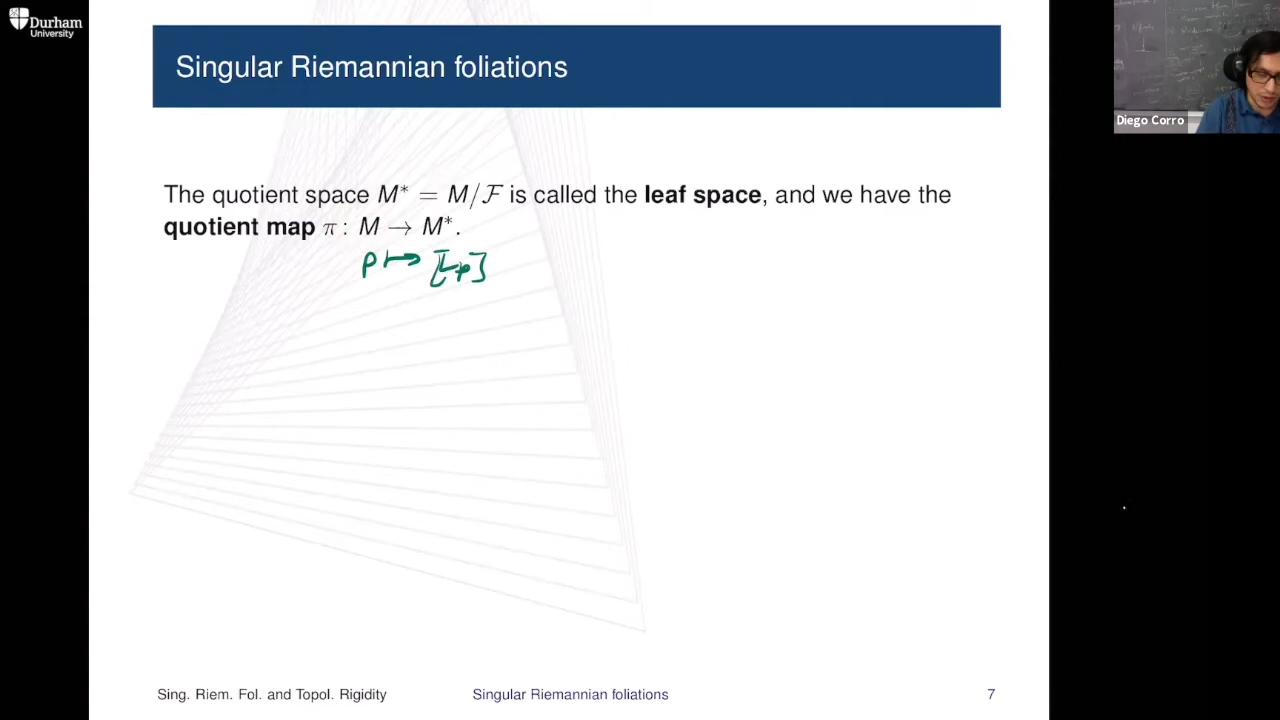 Durham
University
Singular Riemannian foliations
Diego Corro
The quotient space M* = M/ℱ is called the leaf space, and we have the
quotient map π : M → M*.
p ↦ [Lp]
Sing. Riem. Fol. and Topol. Rigidity
Singular Riemannian foliations
7